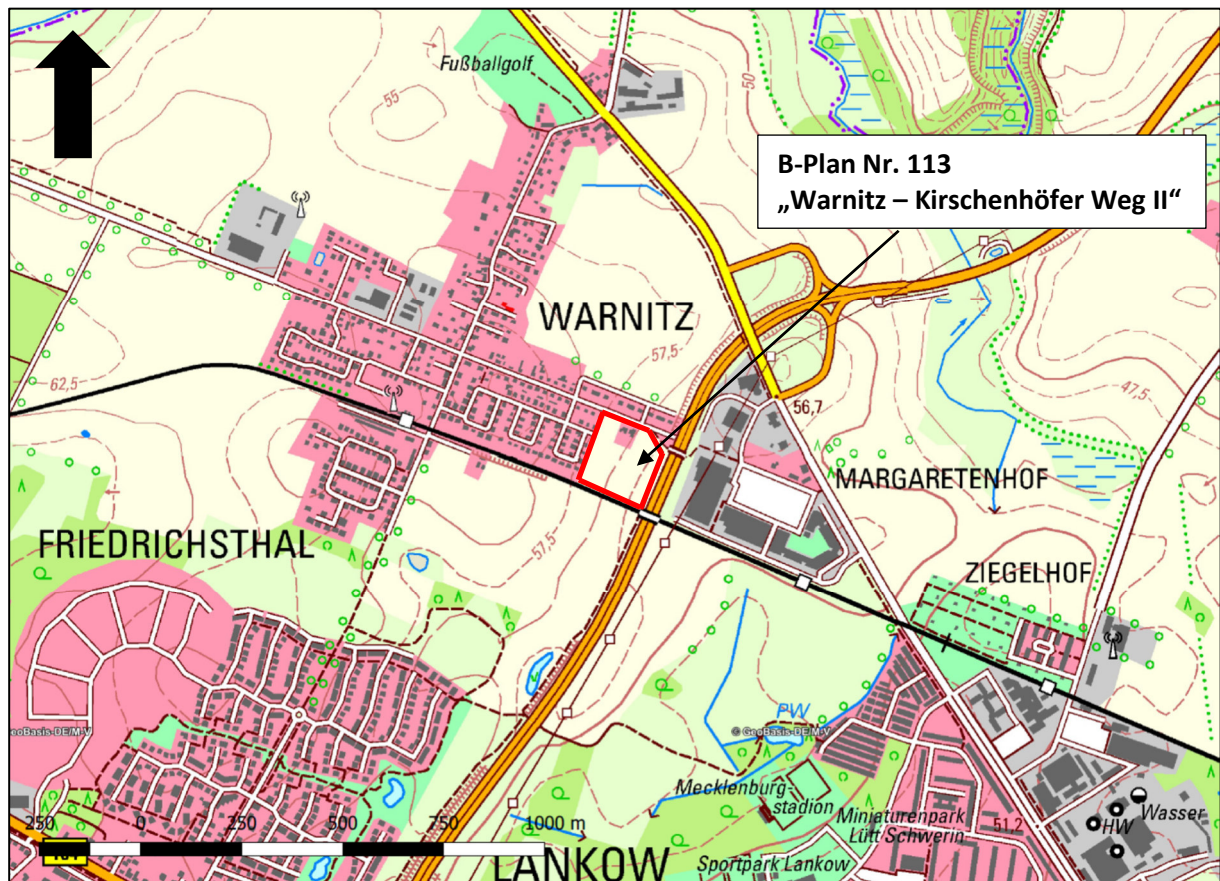 Fußballgolf
55
50
B-Plan Nr. 113
„Warnitz – Kirschenhöfer Weg II“
WARNITZ
57,5
62,5
47,5
56,7
MARGARETENHOF
57,5
FRIEDRICHSTHAL
ZIEGELHOF
PW
GeoBasis-DE/M-V
© GeoBasis-DE/M-V
Mecklenburg-
stadion
Miniaturenpark
Lütt Schwerin
51,2
HW
Wasser
250 0 250 500 1000 m
LANKOW
Sportpark Lankow